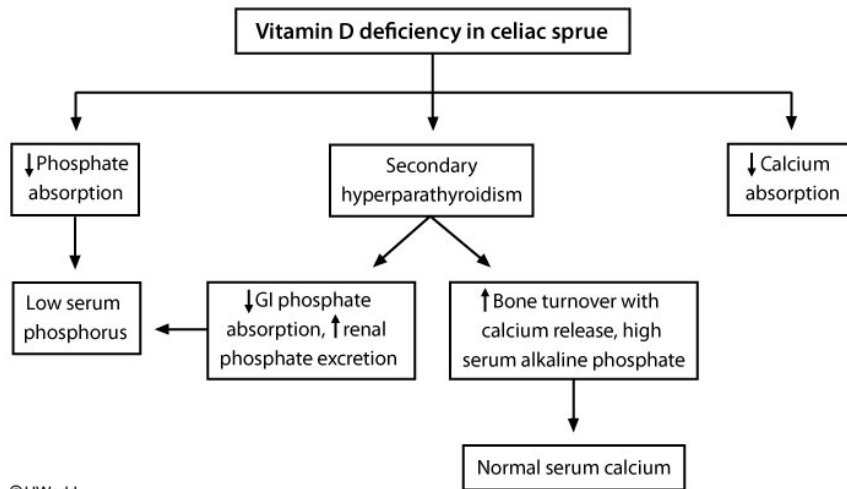 Vitamin D deficiency in celiac sprue
↓Phosphate
absorption
Secondary
hyperparathyroidism
↓Calcium
absorption
Low serum
phosphorus
↓GI phosphate
absorption, ↑renal
phosphate excretion
↑Bone turnover with
calcium release, high
serum alkaline phosphate
Normal serum calcium